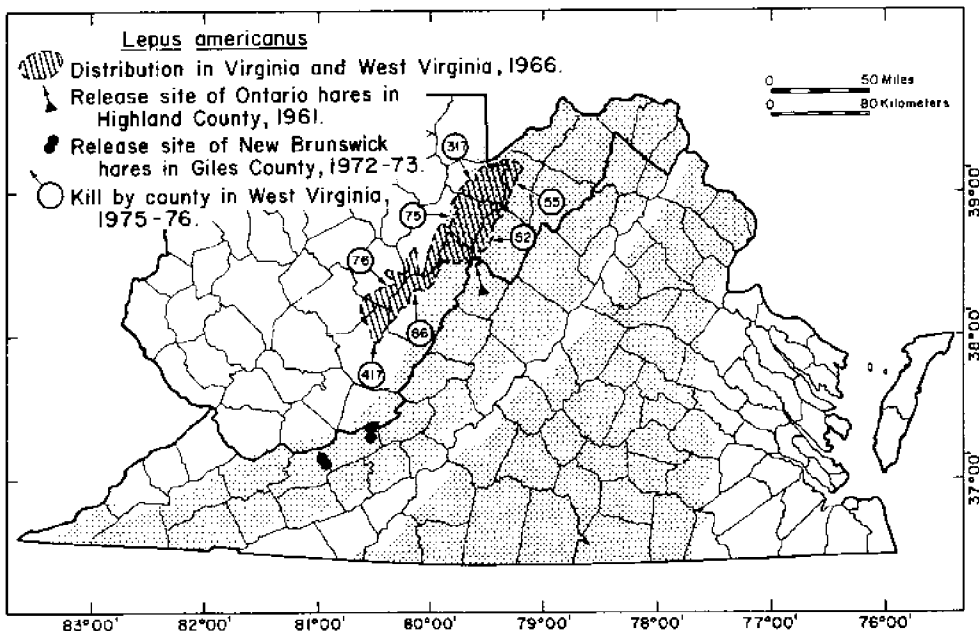 Lepus americanus
Distribution in Virginia and West Virginia, 1966.
Release site of Ontario hares in
Highland County, 1961.
Release site of New Brunswick
hares in Giles County, 1972-73.
Kill by county in West Virginia,
1975-76.
0 50 Miles
0 80 Kilometers
317
55
75
52
76
86
417
39°00'
38°00'
37°00'
83°00' 82°00' 81°00' 80°00' 79°00' 78°00' 77°00' 76°00'